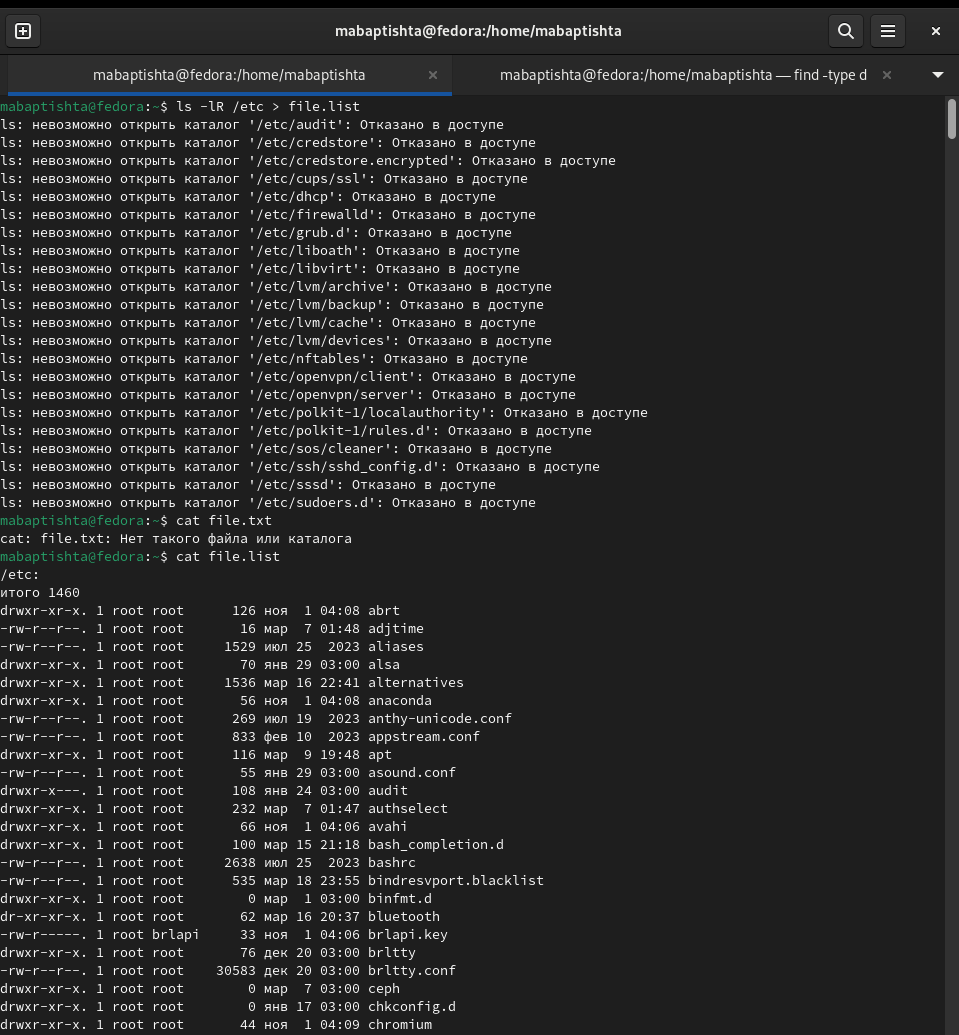 mabaptishta@fedora:/home/mabaptishta
mabaptishta@fedora:/home/mabaptishta
mabaptishta@fedora:/home/mabaptishta — find -type d
mabaptishta@fedora:~$ ls -lR /etc > file.list
ls: невозможно открыть каталог '/etc/audit': Отказано в доступе
ls: невозможно открыть каталог '/etc/credstore': Отказано в доступе
ls: невозможно открыть каталог '/etc/credstore.encrypted': Отказано в доступе
ls: невозможно открыть каталог '/etc/cups/ssl': Отказано в доступе
ls: невозможно открыть каталог '/etc/dhcp': Отказано в доступе
ls: невозможно открыть каталог '/etc/firewalld': Отказано в доступе
ls: невозможно открыть каталог '/etc/grub.d': Отказано в доступе
ls: невозможно открыть каталог '/etc/liboath': Отказано в доступе
ls: невозможно открыть каталог '/etc/libvirt': Отказано в доступе
ls: невозможно открыть каталог '/etc/lvm/archive': Отказано в доступе
ls: невозможно открыть каталог '/etc/lvm/backup': Отказано в доступе
ls: невозможно открыть каталог '/etc/lvm/cache': Отказано в доступе
ls: невозможно открыть каталог '/etc/lvm/devices': Отказано в доступе
ls: невозможно открыть каталог '/etc/nftables': Отказано в доступе
ls: невозможно открыть каталог '/etc/openvpn/client': Отказано в доступе
ls: невозможно открыть каталог '/etc/openvpn/server': Отказано в доступе
ls: невозможно открыть каталог '/etc/polkit-1/localauthority': Отказано в доступе
ls: невозможно открыть каталог '/etc/polkit-1/rules.d': Отказано в доступе
ls: невозможно открыть каталог '/etc/sos/cleaner': Отказано в доступе
ls: невозможно открыть каталог '/etc/ssh/sshd_config.d': Отказано в доступе
ls: невозможно открыть каталог '/etc/sssd': Отказано в доступе
ls: невозможно открыть каталог '/etc/sudoers.d': Отказано в доступе
mabaptishta@fedora:~$ cat file.txt
cat: file.txt: Нет такого файла или каталога
mabaptishta@fedora:~$ cat file.list
/etc:
итого 1460
drwxr-xr-x. 1 root root      126 ноя  1 04:08 abrt
-rw-r--r--. 1 root root       16 мар  7 01:48 adjtime
-rw-r--r--. 1 root root     1529 июл 25  2023 aliases
drwxr-xr-x. 1 root root       70 янв 29 03:00 alsa
drwxr-xr-x. 1 root root     1536 мар 16 22:41 alternatives
drwxr-xr-x. 1 root root       56 ноя  1 04:08 anaconda
-rw-r--r--. 1 root root      269 июл 19  2023 anthy-unicode.conf
-rw-r--r--. 1 root root      833 фев 10  2023 appstream.conf
drwxr-xr-x. 1 root root      116 мар  9 19:48 apt
-rw-r--r--. 1 root root       55 янв 29 03:00 asound.conf
drwxr-x---. 1 root root      108 янв 24 03:00 audit
drwxr-xr-x. 1 root root      232 мар  7 01:47 authselect
drwxr-xr-x. 1 root root       66 ноя  1 04:06 avahi
drwxr-xr-x. 1 root root      100 мар 15 21:18 bash_completion.d
-rw-r--r--. 1 root root     2638 июл 25  2023 bashrc
-rw-r--r--. 1 root root      535 мар 18 23:55 bindresvport.blacklist
drwxr-xr-x. 1 root root        0 мар  1 03:00 binfmt.d
dr-xr-xr-x. 1 root root       62 мар 16 20:37 bluetooth
-rw-r-----. 1 root brlapi     33 ноя  1 04:06 brlapi.key
drwxr-xr-x. 1 root root       76 дек 20 03:00 brltty
-rw-r--r--. 1 root root    30583 дек 20 03:00 brltty.conf
drwxr-xr-x. 1 root root        0 мар  7 03:00 ceph
drwxr-xr-x. 1 root root        0 янв 17 03:00 chkconfig.d
drwxr-xr-x. 1 root root       44 ноя  1 04:09 chromium